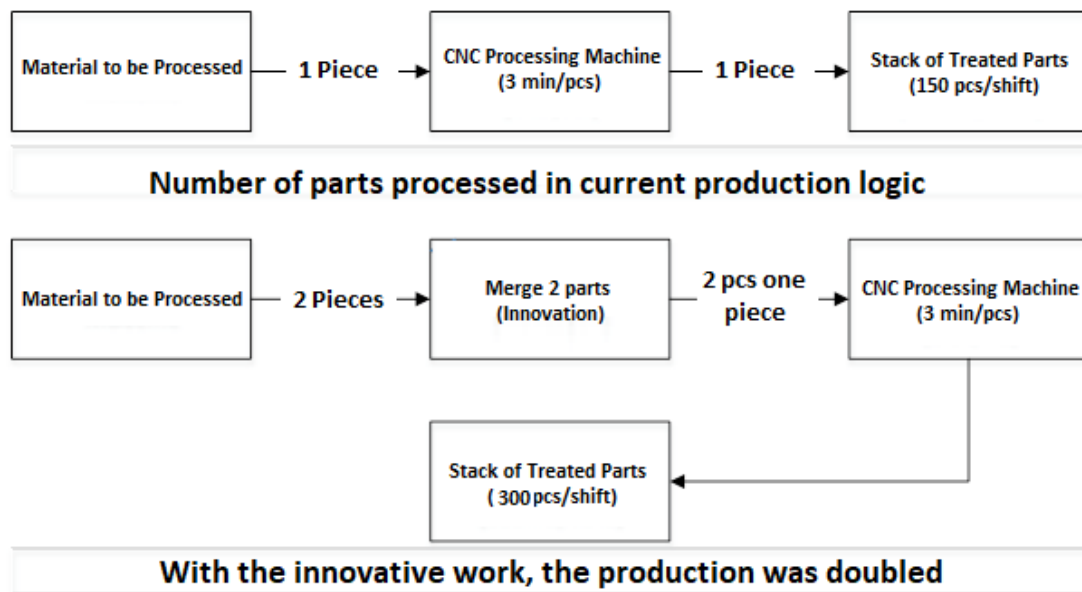 Material to be Processed
1 Piece
CNC Processing Machine
(3 min/pcs)
1 Piece
Stack of Treated Parts
(150 pcs/shift)
Number of parts processed in current production logic
Material to be Processed
2 Pieces
Merge 2 parts
(Innovation)
2 pcs one
piece
CNC Processing Machine
(3 min/pcs)
Stack of Treated Parts
( 300 pcs/shift)
With the innovative work, the production was doubled